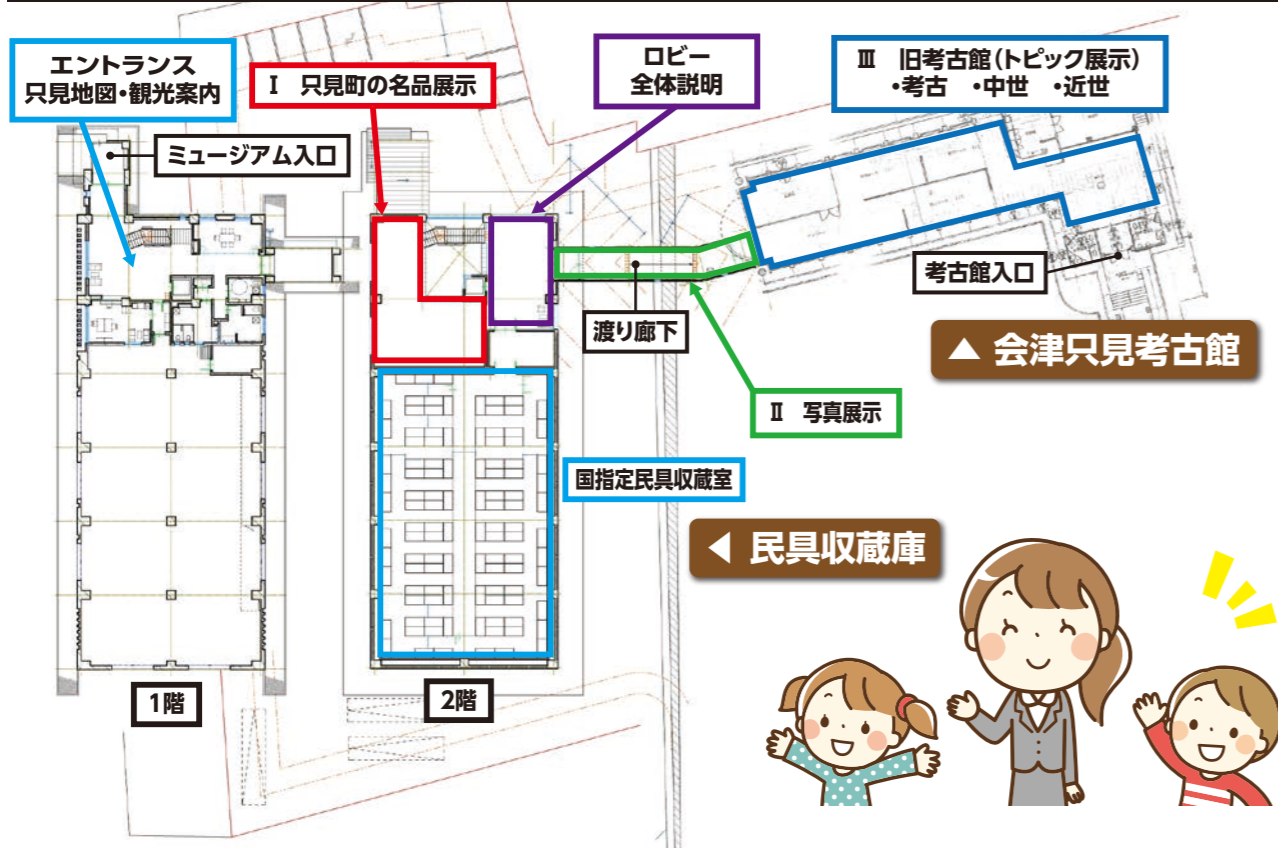 エントランス
只見地図・観光案内
Ⅰ 只見町の名品展示
ロビー
全体説明
Ⅲ 旧考古館(トピック展示)
・考古 ・中世 ・近世
ミュージアム入口
考古館入口
渡り廊下
▲ 会津只見考古館
Ⅱ 写真展示
国指定民具収蔵室
◀ 民具収蔵庫
1階
2階